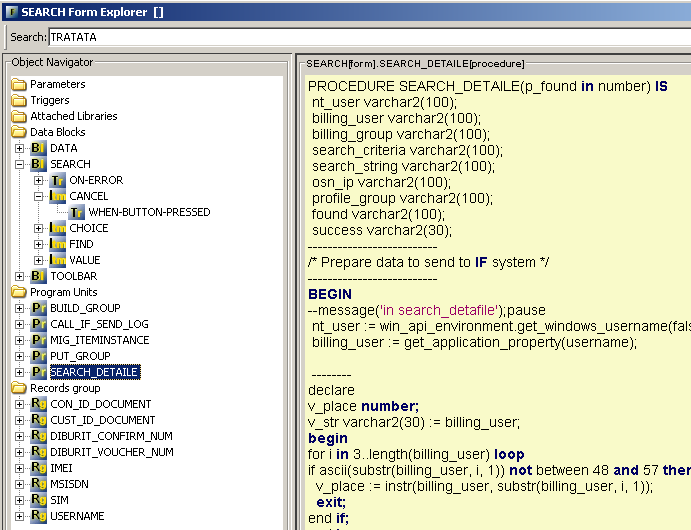 SEARCH Form Explorer []
Search: TRATATA
Object Navigator
Parameters
Triggers
Attached Libraries
Data Blocks
DATA
SEARCH
ON-ERROR
CANCEL
WHEN-BUTTON-PRESSED
CHOICE
FIND
VALUE
TOOLBAR
Program Units
BUILD_GROUP
CALL_IF_SEND_LOG
MIG_ITEMINSTANCE
PUT_GROUP
SEARCH_DETAILE
Records group
CON_ID_DOCUMENT
CUST_ID_DOCUMENT
DIBURIT_CONFIRM_NUM
DIBURIT_VOUCHER_NUM
IMEI
MSISDN
SIM
USERNAME
SEARCH[form].SEARCH_DETAILE[procedure]
PROCEDURE SEARCH_DETAILE(p_found in number) IS
nt_user varchar2(100);
billing_user varchar2(100);
billing_group varchar2(100);
search_criteria varchar2(100);
search_string varchar2(100);
osn_ip varchar2(100);
profile_group varchar2(100);
found varchar2(100);
success varchar2(30);
--------------------------
/* Prepare data to send to IF system */
--------------------------
BEGIN
--message('in search_detafile');pause
nt_user := win_api_environment.get_windows_username(fals
billing_user := get_application_property(username);
--------
declare
v_place number;
v_str varchar2(30) := billing_user;
begin
for i in 3..length(billing_user) loop
if ascii(substr(billing_user, i, 1)) not between 48 and 57 then
v_place := instr(billing_user, substr(billing_user, i, 1));
exit;
end if;